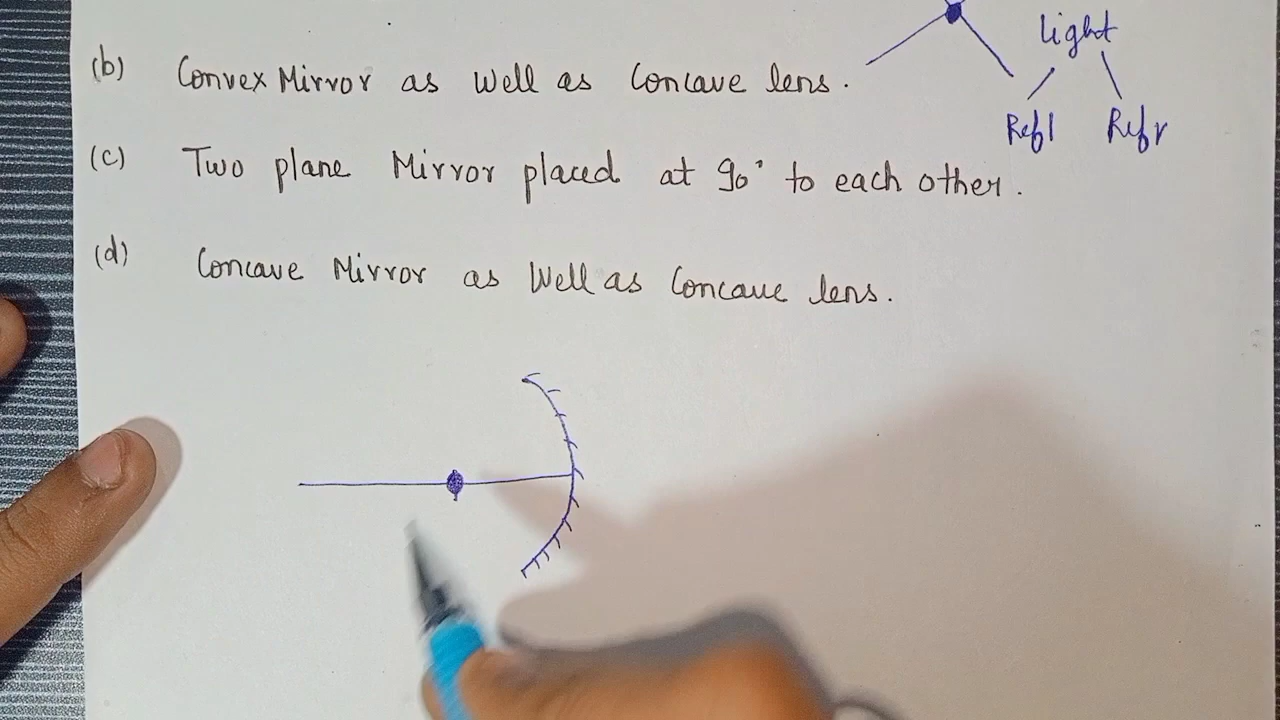 light
(b) Convex Mirror as well as Concave lens.
Refl Refr
(c) Two plane Mirror placed at 90° to each other.
(d) Concave Mirror as Well as Concave lens.